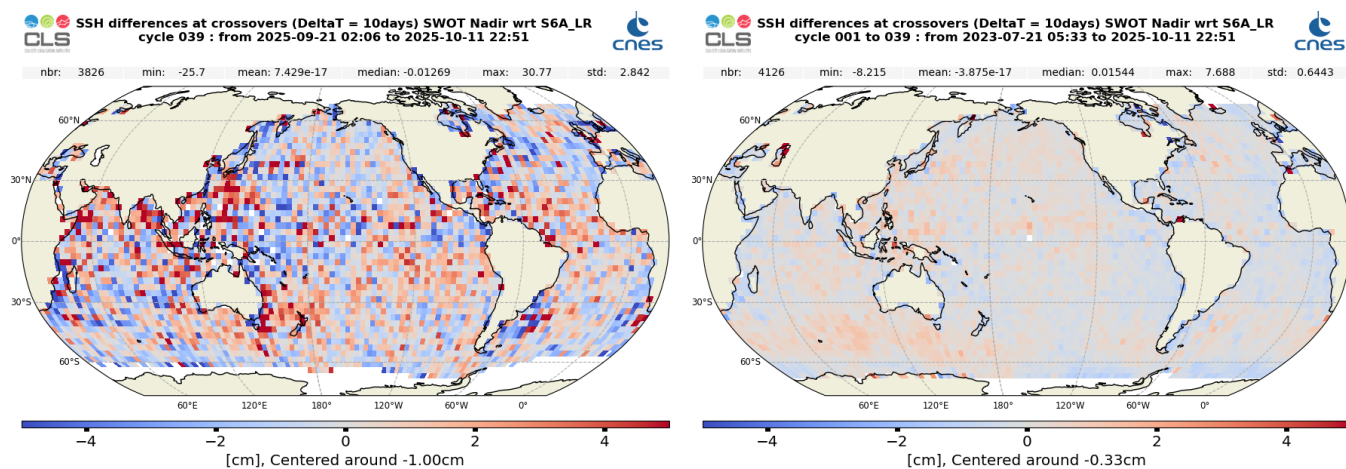 CLS
SSH differences at crossovers (DeltaT = 10days) SWOT Nadir wrt S6A_LR
cycle 039 : from 2025-09-21 02:06 to 2025-10-11 22:51
cnes
nbr: 3826 min: -25.7 mean: 7.429e-17 median: -0.01269 max: 30.77 std: 2.842
60°N
30°N
0°
30°S
60°S
60°E 120°E 180° 120°W 60°W 0°
−4 −2 0 2 4
[cm], Centered around -1.00cm
CLS
SSH differences at crossovers (DeltaT = 10days) SWOT Nadir wrt S6A_LR
cycle 001 to 039 : from 2023-07-21 05:33 to 2025-10-11 22:51
cnes
nbr: 4126 min: -8.215 mean: -3.875e-17 median: 0.01544 max: 7.688 std: 0.6443
60°N
30°N
0°
30°S
60°S
60°E 120°E 180° 120°W 60°W 0°
−4 −2 0 2 4
[cm], Centered around -0.33cm